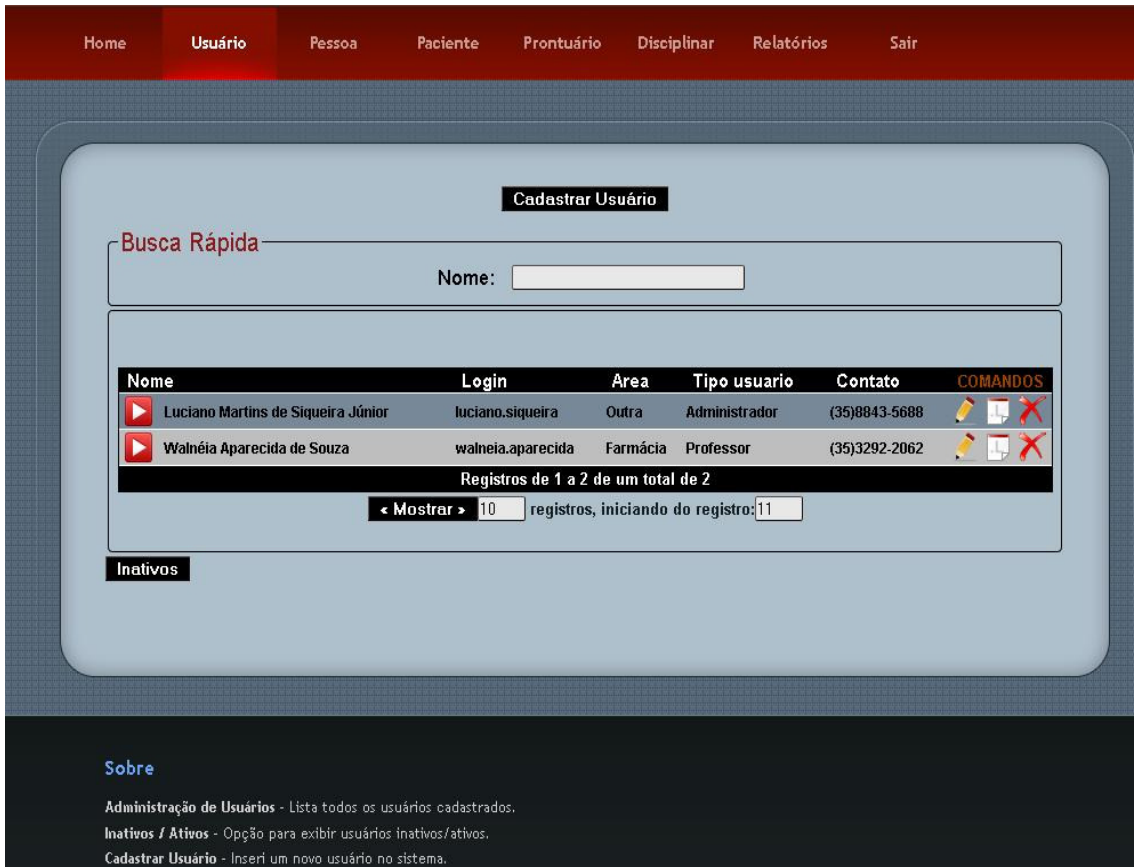 Home Usuário Pessoa Paciente Prontuário Disciplinar Relatórios Sair
Cadastrar Usuário
Busca Rápida
Nome:
Nome Login Area Tipo usuario Contato COMANDOS
Luciano Martins de Siqueira Júnior luciano.siqueira Outra Administrador (35)8843-5688
Walnéia Aparecida de Souza walneia.aparecida Farmácia Professor (35)3292-2062
Registros de 1 a 2 de um total de 2
« Mostrar » 10 registros, iniciando do registro: 11
Inativos
Sobre
Administração de Usuários - Lista todos os usuários cadastrados.
Inativos / Ativos - Opção para exibir usuários inativos/ativos.
Cadastrar Usuário - Inseri um novo usuário no sistema.